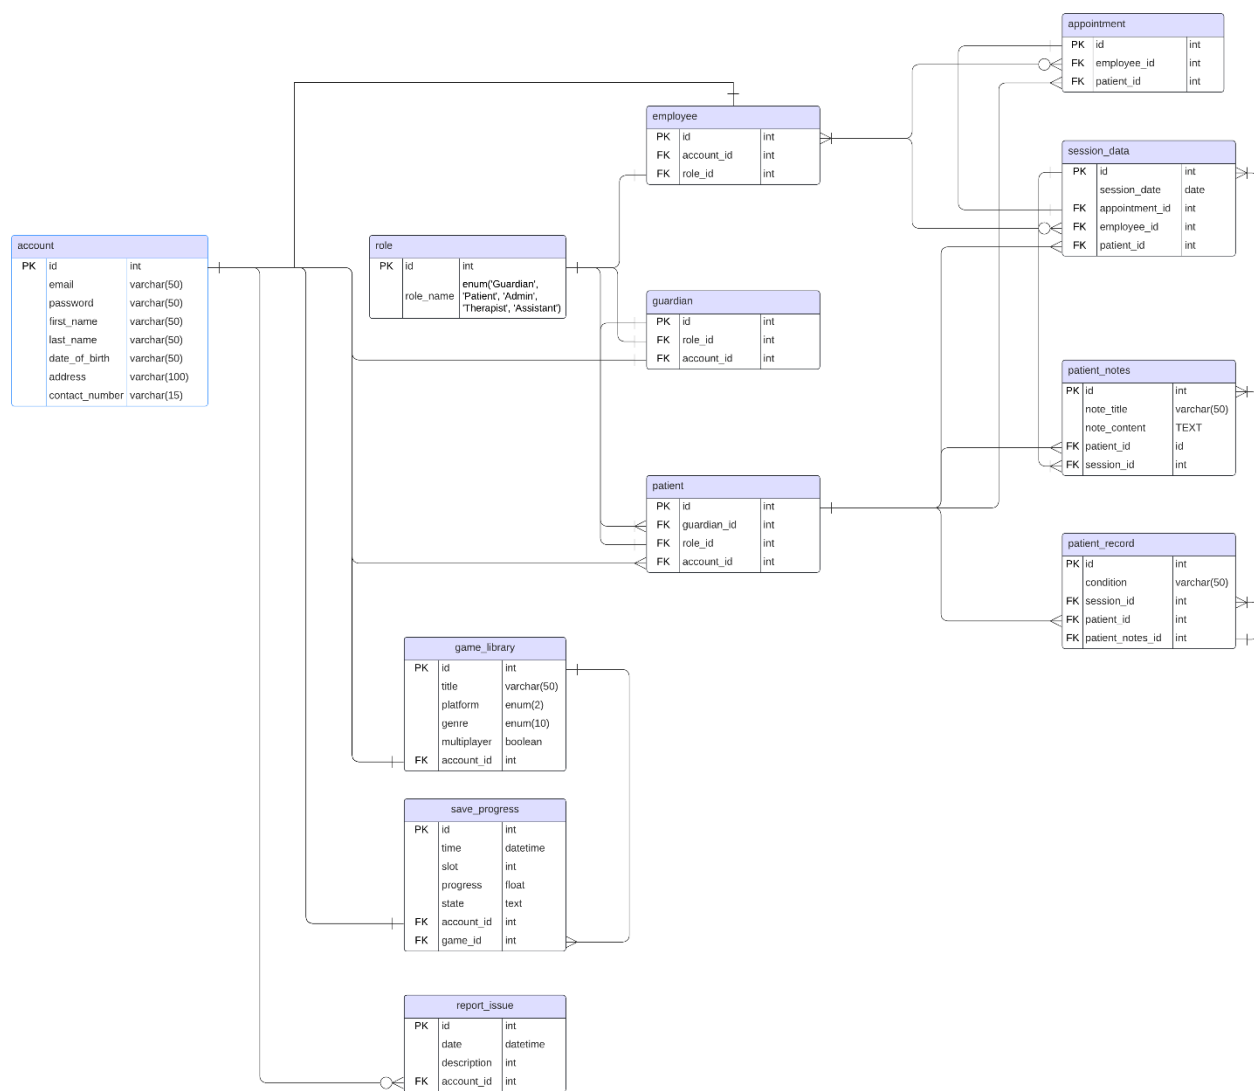 appointment
PK id int
FK employee_id int
FK patient_id int
employee
PK id int
FK account_id int
FK role_id int
session_data
PK id int
session_date date
FK appointment_id int
FK employee_id int
FK patient_id int
account
PK id int
email varchar(50)
password varchar(50)
first_name varchar(50)
last_name varchar(50)
date_of_birth varchar(50)
address varchar(100)
contact_number varchar(15)
role
PK id int
role_name enum('Guardian',
'Patient', 'Admin',
'Therapist', 'Assistant')
guardian
PK id int
FK role_id int
FK account_id int
patient_notes
PK id int
note_title varchar(50)
note_content TEXT
FK patient_id id
FK session_id int
patient
PK id int
FK guardian_id int
FK role_id int
FK account_id int
patient_record
PK id int
condition varchar(50)
FK session_id int
FK patient_id int
FK patient_notes_id int
game_library
PK id int
title varchar(50)
platform enum(2)
genre enum(10)
multiplayer boolean
FK account_id int
save_progress
PK id int
time datetime
slot int
progress float
state text
FK account_id int
FK game_id int
report_issue
PK id int
date datetime
description int
FK account_id int